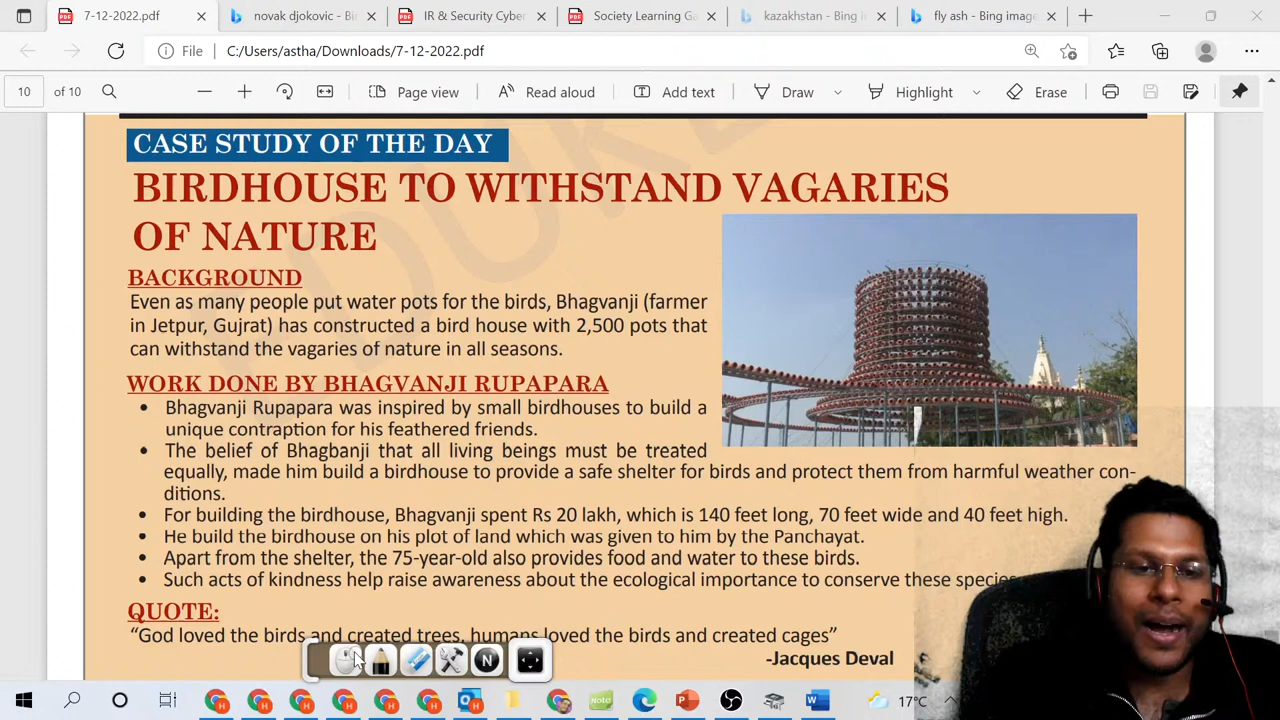 7-12-2022.pdf
novak djokovic - Bi
IR & Security Cyber
Society Learning Ga
kazakhstan - Bing i
fly ash - Bing image
File C:/Users/astha/Downloads/7-12-2022.pdf
10 of 10 Page view Read aloud Add text Draw Highlight Erase
CASE STUDY OF THE DAY
BIRDHOUSE TO WITHSTAND VAGARIES
OF NATURE
BACKGROUND
Even as many people put water pots for the birds, Bhagvanji (farmer
in Jetpur, Gujrat) has constructed a bird house with 2,500 pots that
can withstand the vagaries of nature in all seasons.
WORK DONE BY BHAGVANJI RUPAPARA
• Bhagvanji Rupapara was inspired by small birdhouses to build a
unique contraption for his feathered friends.
• The belief of Bhagbanji that all living beings must be treated
equally, made him build a birdhouse to provide a safe shelter for birds and protect them from harmful weather con-
ditions.
• For building the birdhouse, Bhagvanji spent Rs 20 lakh, which is 140 feet long, 70 feet wide and 40 feet high.
• He build the birdhouse on his plot of land which was given to him by the Panchayat.
• Apart from the shelter, the 75-year-old also provides food and water to these birds.
• Such acts of kindness help raise awareness about the ecological importance to conserve these specie
QUOTE:
“God loved the birds and created trees, humans loved the birds and created cages”
-Jacques Deval
N
Note
17°C